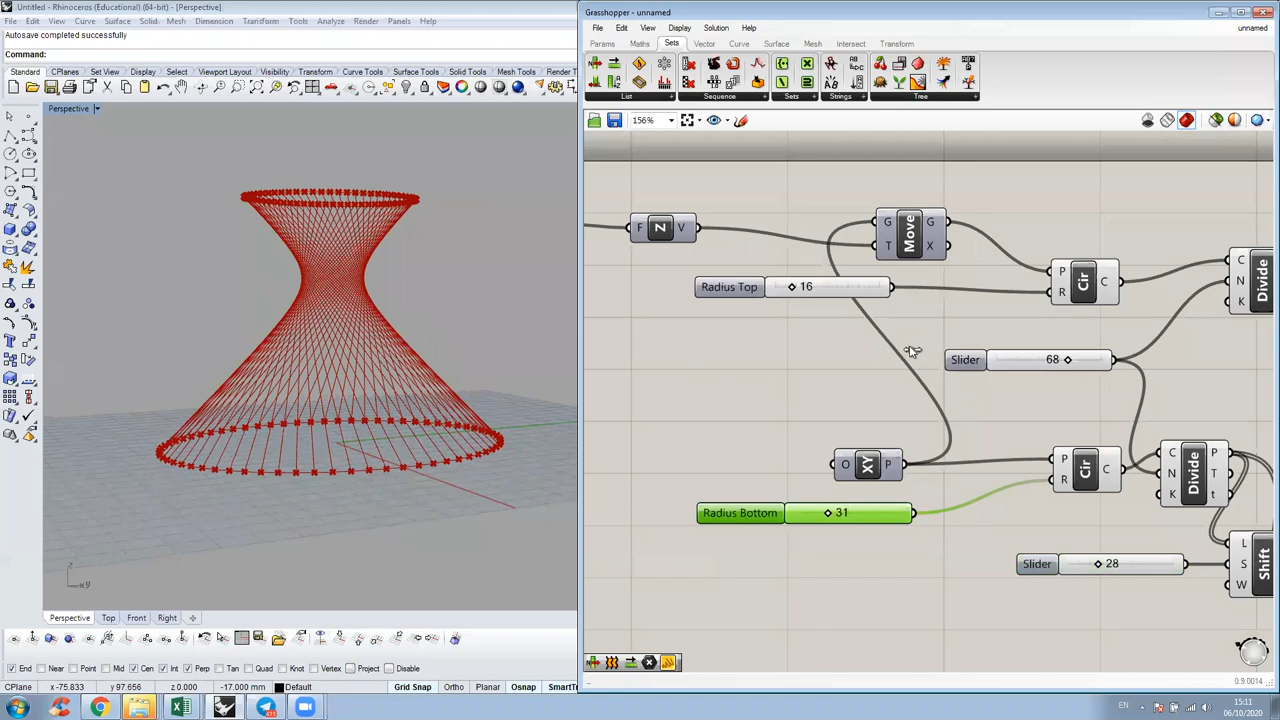 Untitled - Rhinoceros (Educational) (64-bit) - [Perspective]
File Edit View Curve Surface Solid Mesh Dimension Transform Tools Analyze Render Panels Help
Autosave completed successfully
Command:
Standard CPlanes Set View Display Select Viewport Layout Visibility Transform Curve Tools Surface Tools Solid Tools Mesh Tools Render T
Perspective
z
x y
Perspective Top Front Right
End Near Point Mid Cen Int Perp Tan Quad Knot Vertex Project Disable
CPlane x -75.833 y 97.656 z 0.000 -17.000 mm Default Grid Snap Ortho Planar Osnap SmartTr
Grasshopper - unnamed
File Edit View Display Solution Help unnamed
Params Maths Sets Vector Curve Surface Mesh Intersect Transform
List Sequence Sets Strings Tree
156%
F Z V
G T Move G X
Radius Top 16
P R Cir C
C N K Divide
Slider 68
O XY P
P R Cir C
C N K Divide P T t
Radius Bottom 31
Slider 28
L S W Shift
0.9.0014
471
EN 15:11
06/10/2020